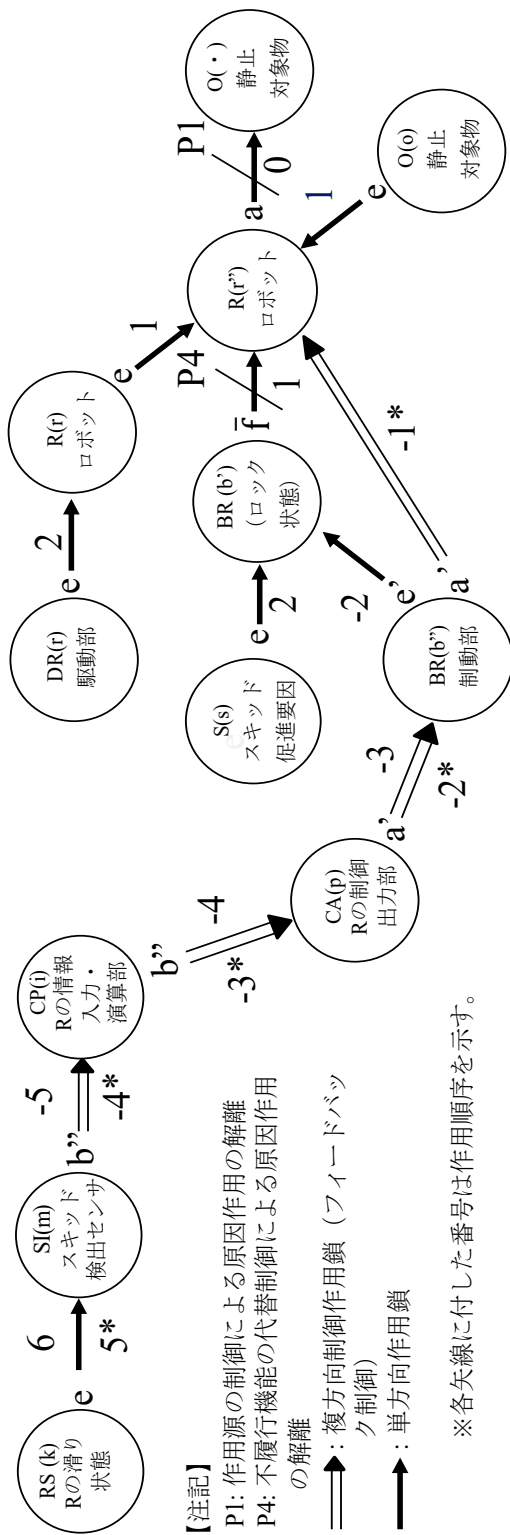 RS (k)
Rの滑り
状態
e
6
5*
SI(m)
スキッド
検出センサ
b''
-5
-4*
CP(i)
Rの情報
入力・
演算部
b''
-4
-3*
CA(p)
Rの制御
出力部
a'
-3
-2*
BR(b'')
制動部
e'
-2
a'
-1*
S(s)
スキッド
促進要因
e
2
BR (b')
(ロック
状態)
f̄
P4
1
DR(r)
駆動部
e
2
R(r)
ロボット
e
1
R(r'')
ロボット
a
P1
0
O(・)
静止
対象物
1
e
O(o)
静止
対象物
【注記】
P1: 作用源の制御による原因作用の解離
P4: 不履行機能の代替制御による原因作用
の解離
: 複方向制御作用鎖（フィードバッ
ク制御）
: 単方向作用鎖
※各矢線に付した番号は作用順序を示す。